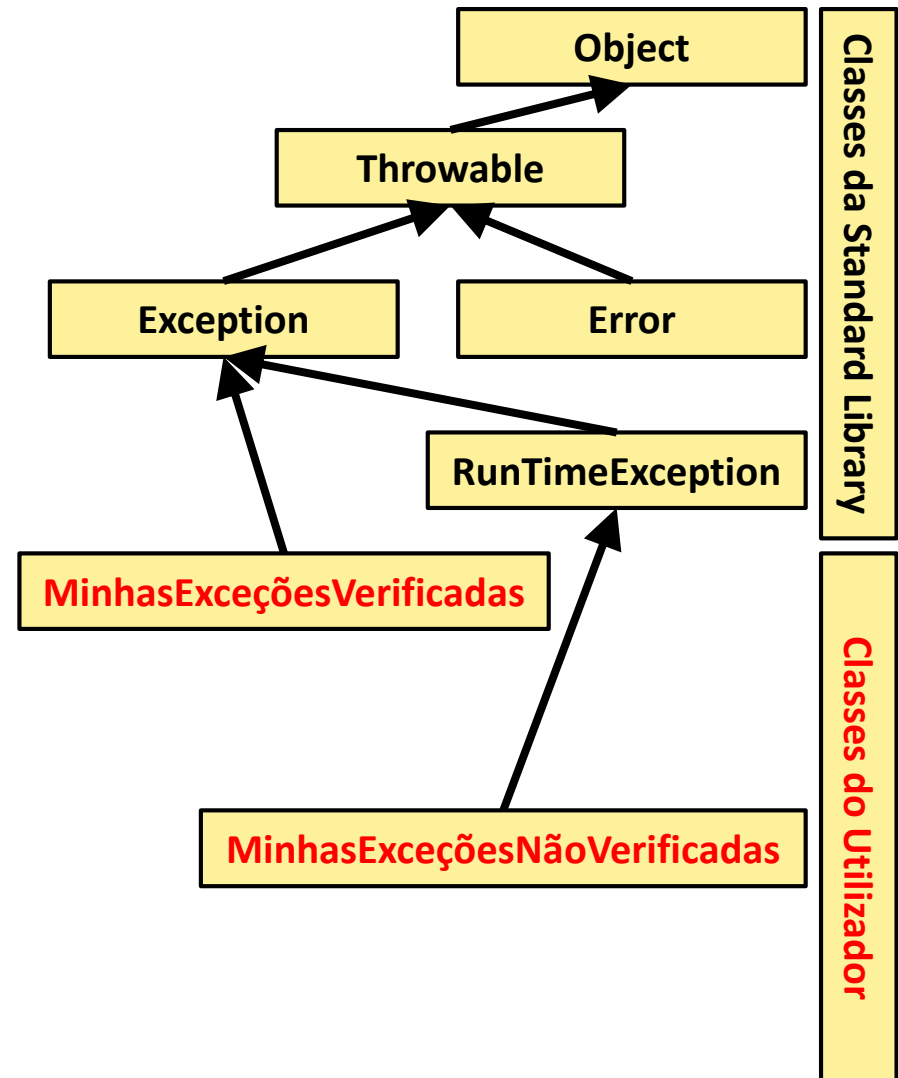 Object
Throwable
Exception
Error
RunTimeException
MinhasExceçõesVerificadas
MinhasExceçõesNãoVerificadas
Classes da Standard Library
Classes do Utilizador